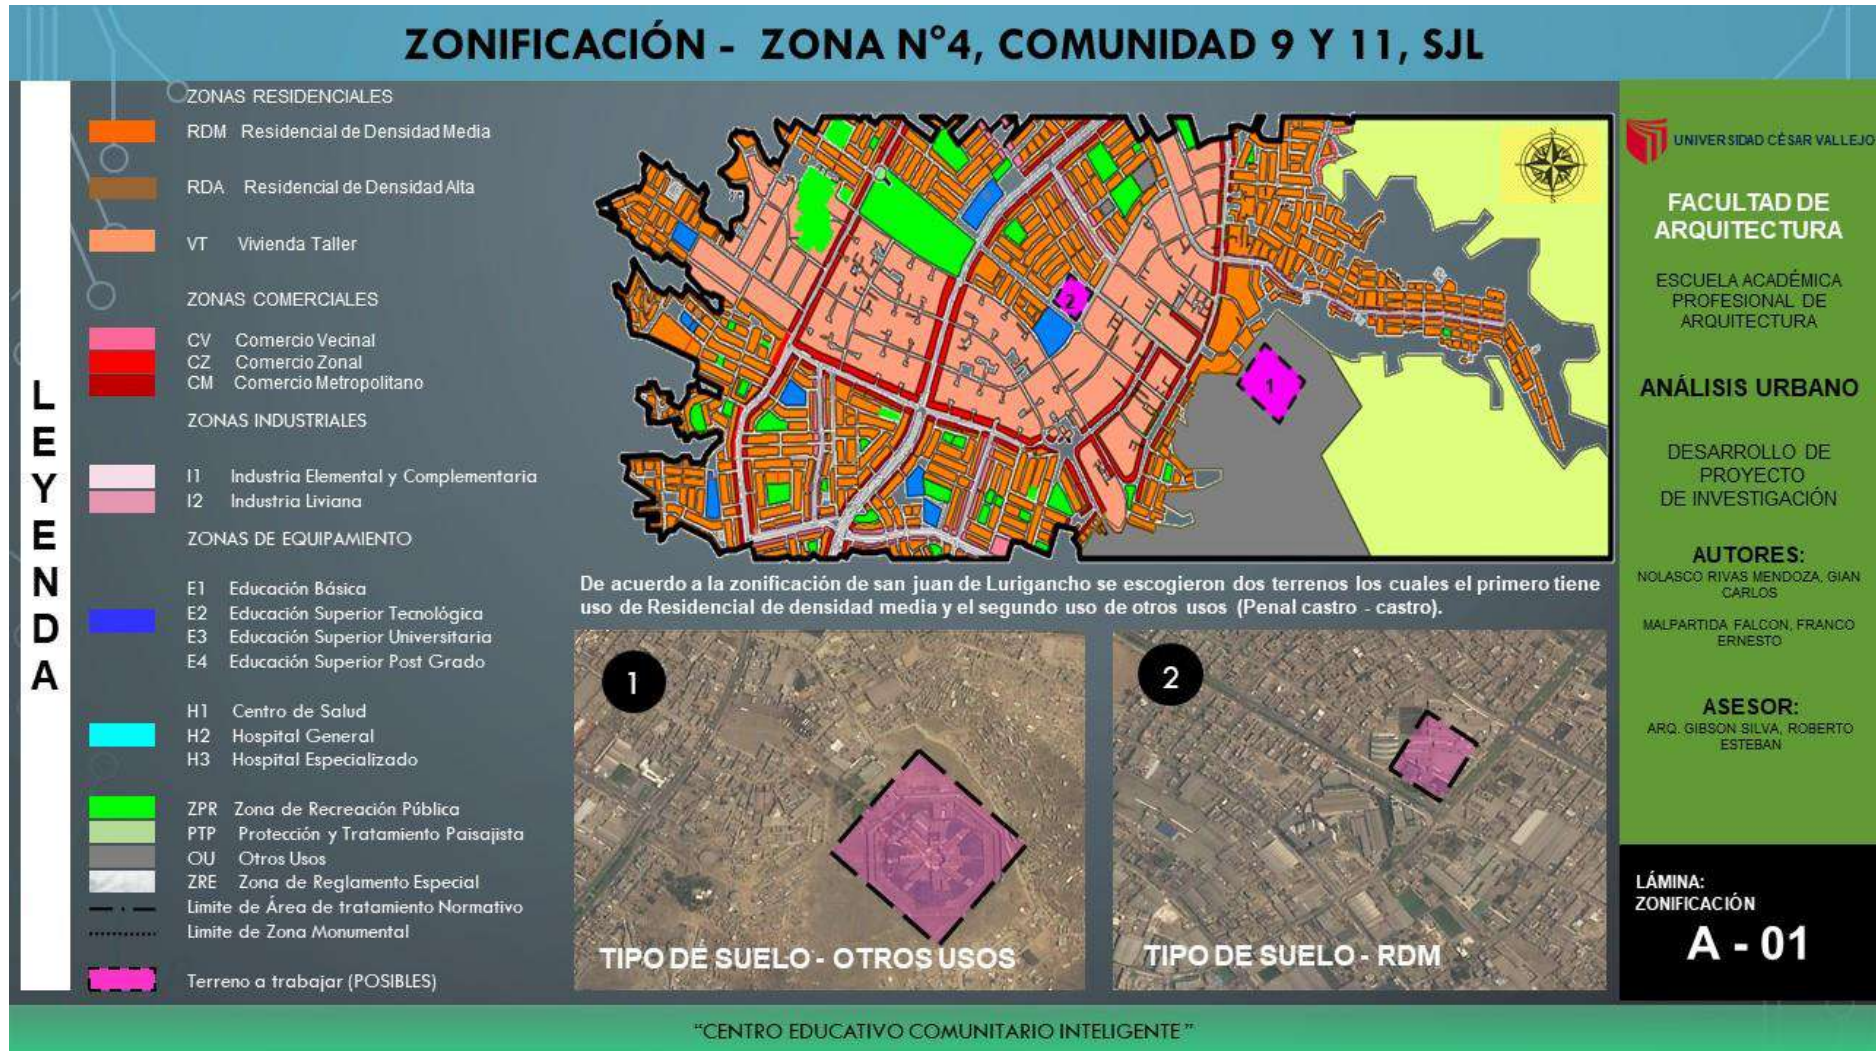 ZONIFICACIÓN - ZONA N°4, COMUNIDAD 9 Y 11, SJL
LEYENDA
ZONAS RESIDENCIALES
RDM Residencial de Densidad Media
RDA Residencial de Densidad Alta
VT Vivienda Taller
ZONAS COMERCIALES
CV Comercio Vecinal
CZ Comercio Zonal
CM Comercio Metropolitano
ZONAS INDUSTRIALES
I1 Industria Elemental y Complementaria
I2 Industria Liviana
ZONAS DE EQUIPAMIENTO
E1 Educación Básica
E2 Educación Superior Tecnológica
E3 Educación Superior Universitaria
E4 Educación Superior Post Grado
H1 Centro de Salud
H2 Hospital General
H3 Hospital Especializado
ZPR Zona de Recreación Pública
PTP Protección y Tratamiento Paisajista
OU Otros Usos
ZRE Zona de Reglamento Especial
Limite de Área de tratamiento Normativo
Limite de Zona Monumental
Terreno a trabajar (POSIBLES)
2
1
De acuerdo a la zonificación de san juan de Lurigancho se escogieron dos terrenos los cuales el primero tiene
uso de Residencial de densidad media y el segundo uso de otros usos (Penal castro - castro).
1
TIPO DE SUELO - OTROS USOS
2
TIPO DE SUELO - RDM
UNIVERSIDAD CÉSAR VALLEJO
FACULTAD DE
ARQUITECTURA
ESCUELA ACADÉMICA
PROFESIONAL DE
ARQUITECTURA
ANÁLISIS URBANO
DESARROLLO DE
PROYECTO
DE INVESTIGACIÓN
AUTORES:
NOLASCO RIVAS MENDOZA, GIAN
CARLOS
MALPARTIDA FALCON, FRANCO
ERNESTO
ASESOR:
ARQ. GIBSON SILVA, ROBERTO
ESTEBAN
LÁMINA:
ZONIFICACIÓN
A - 01
“CENTRO EDUCATIVO COMUNITARIO INTELIGENTE ”